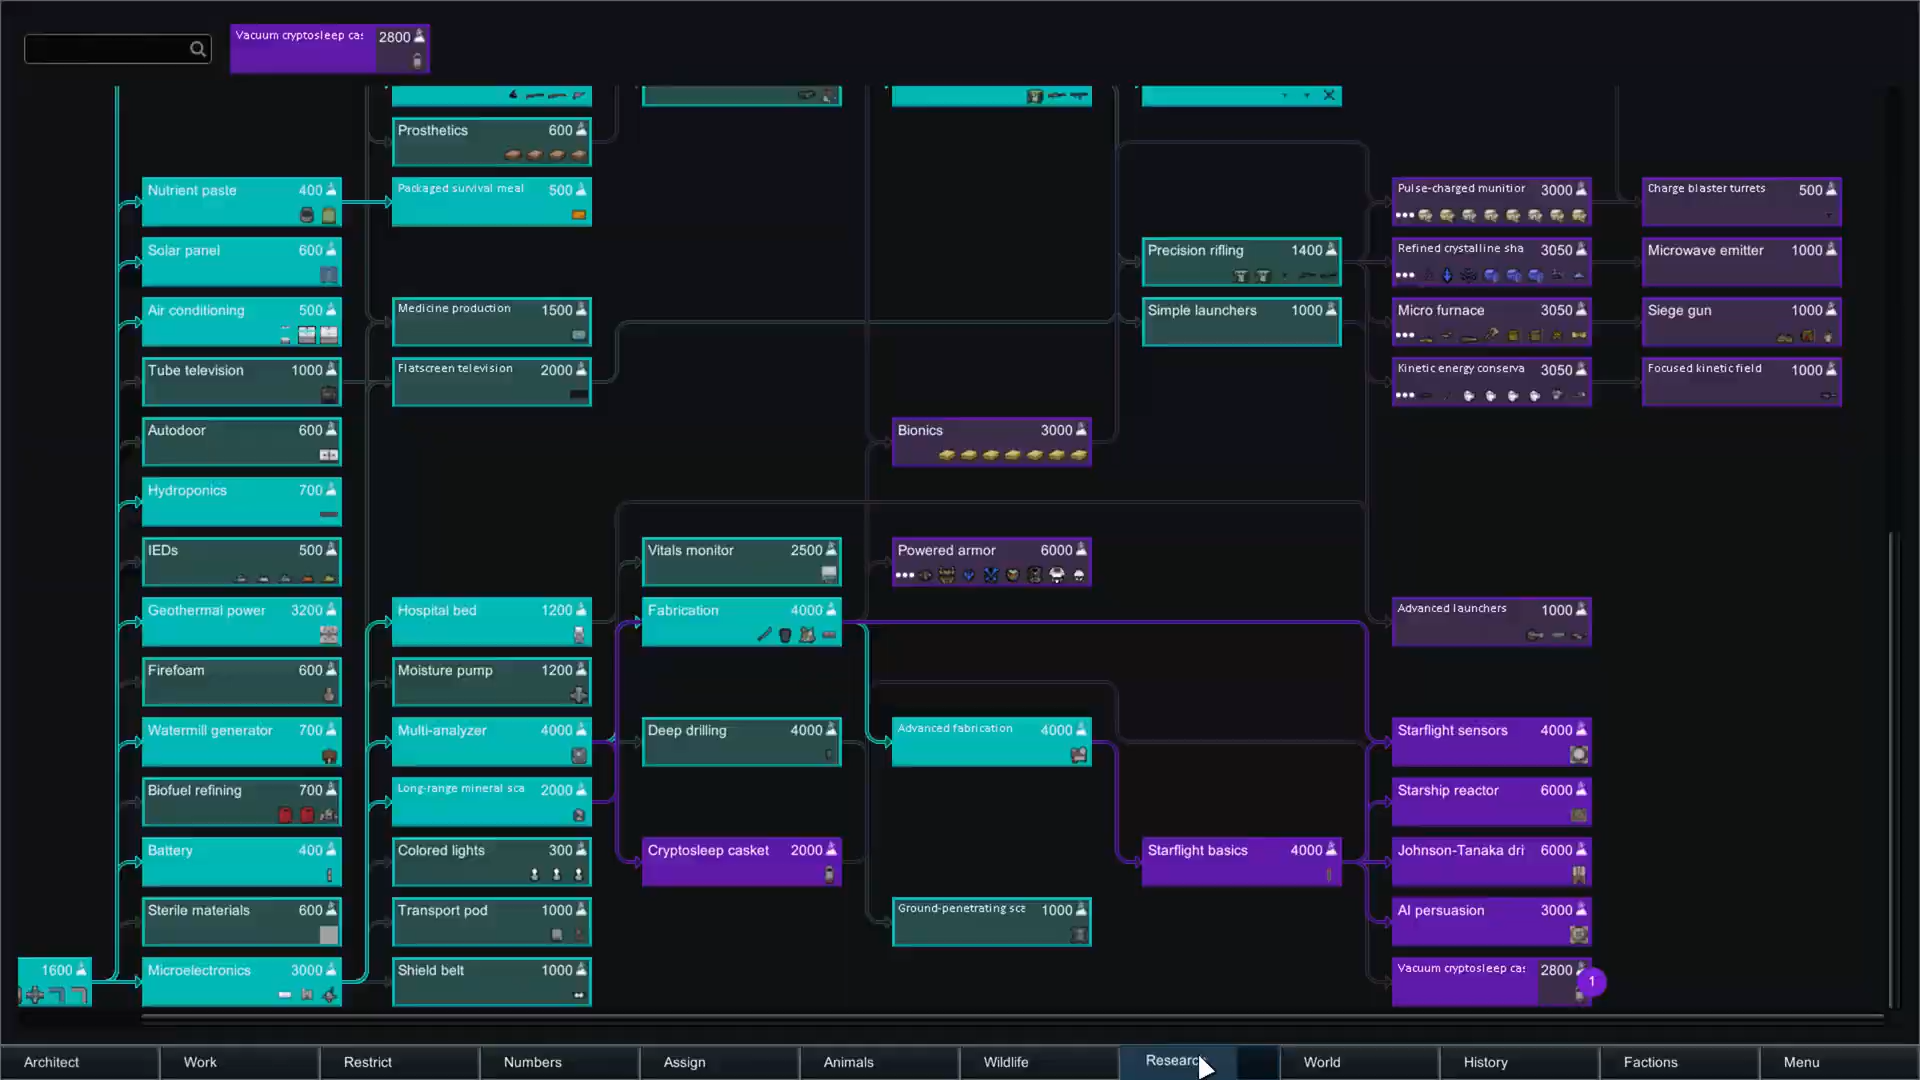 Vacuum cryptosleep cas 2800
Prosthetics 600
Nutrient paste 400
Packaged survival meal 500
Pulse-charged munitior 3000
Charge blaster turrets 500
Solar panel 600
Precision rifling 1400
Refined crystalline sha 3050
Microwave emitter 1000
Air conditioning 500
Medicine production 1500
Simple launchers 1000
Micro furnace 3050
Siege gun 1000
Tube television 1000
Flatscreen television 2000
Kinetic energy conserva 3050
Focused kinetic field 1000
Autodoor 600
Bionics 3000
Hydroponics 700
IEDs 500
Vitals monitor 2500
Powered armor 6000
Geothermal power 3200
Hospital bed 1200
Fabrication 4000
Advanced launchers 1000
Firefoam 600
Moisture pump 1200
Watermill generator 700
Multi-analyzer 4000
Deep drilling 4000
Advanced fabrication 4000
Starflight sensors 4000
Biofuel refining 700
Long-range mineral sca 2000
Starship reactor 6000
Battery 400
Colored lights 300
Cryptosleep casket 2000
Starflight basics 4000
Johnson-Tanaka dri 6000
Sterile materials 600
Transport pod 1000
Ground-penetrating sca 1000
AI persuasion 3000
1600
Microelectronics 3000
Shield belt 1000
Vacuum cryptosleep cas 2800
1
Architect Work Restrict Numbers Assign Animals Wildlife Research World History Factions Menu